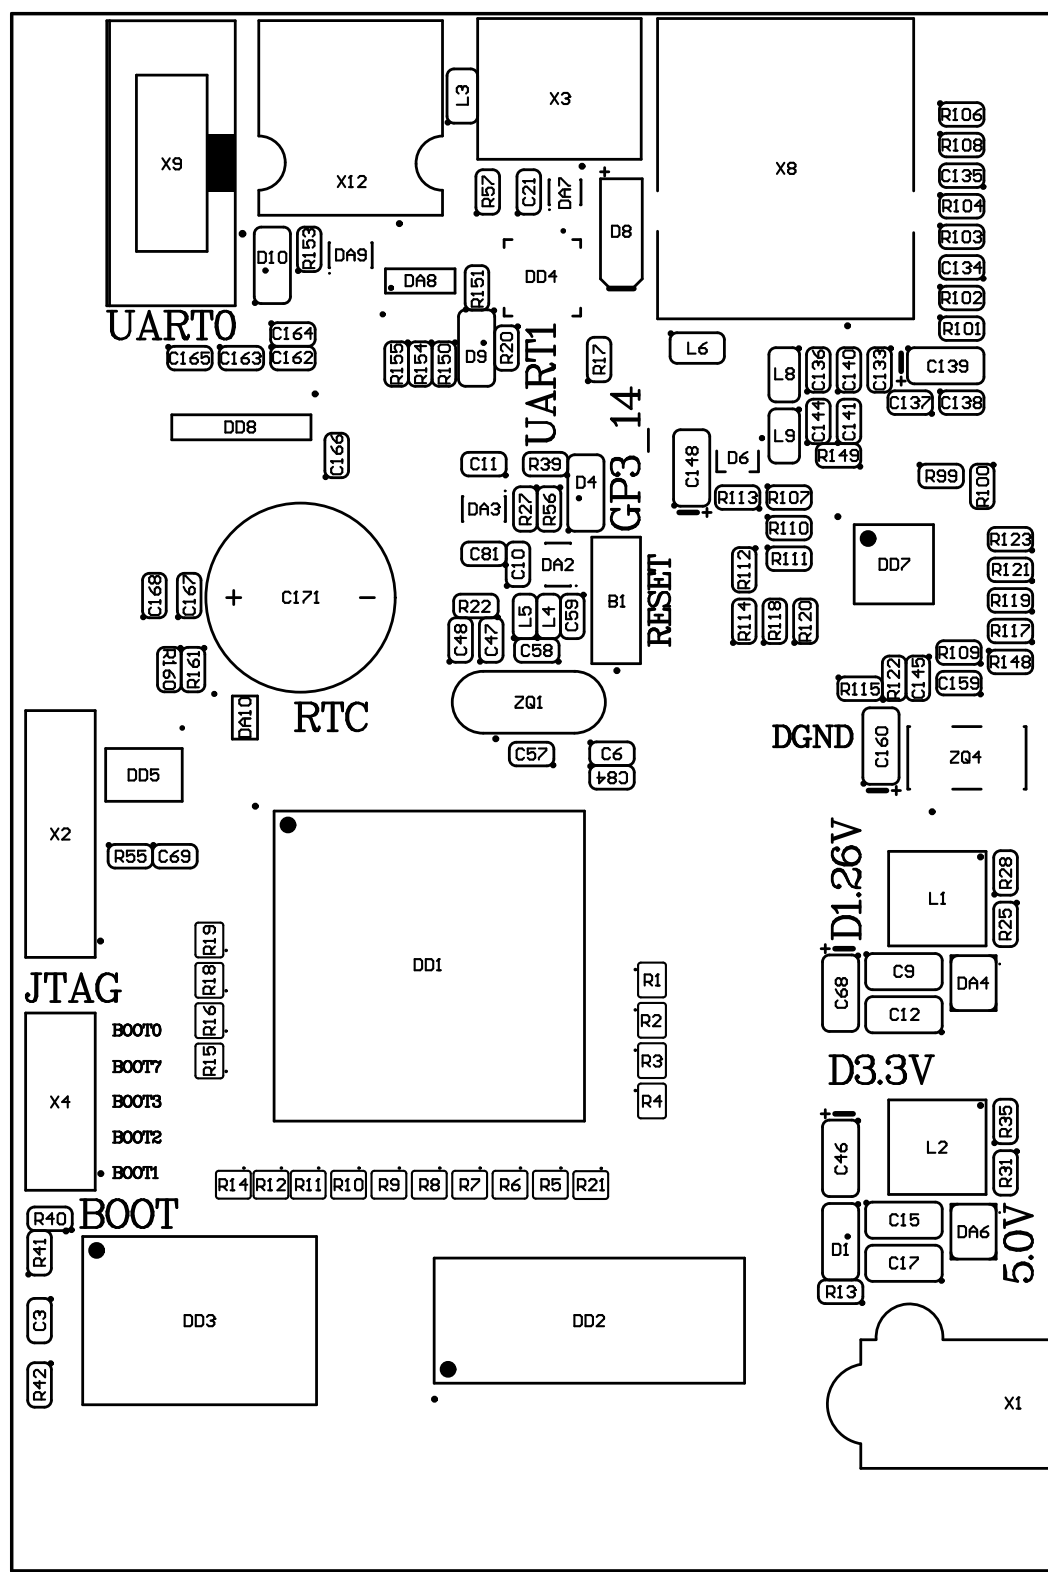 L3
X3
R106
X9
R108
X8
X12
R57
C21
DA7
C135
R104
D8
R103
D10
R153
DA9
DA8
R151
DD4
C134
R102
UART0
C164
R101
C165
C163
C162
R155
R154
R150
D9
R20
UART1
R17
L6
L8
C136
C140
C133
C139
C137
C138
DD8
C166
GP3_14
L9
C144
C141
R149
C11
R39
D4
C148
D6
R99
R100
DA3
R27
R56
R113
R107
R110
R123
C81
C10
DA2
R112
R111
DD7
R121
C168
C167
C171
R22
L5
L4
C59
B1
RESET
R119
C48
C47
C58
R114
R118
R120
R117
R160
R191
R109
R148
R115
R122
C145
C159
DA10
RTC
ZQ1
DGND
C160
ZQ4
DD5
C57
C6
C84
X2
R55
C69
D1.26V
L1
R28
R25
R19
DD1
R18
R1
C68
C9
DA4
JTAG
R16
R2
C12
BOOT0
R15
R3
D3.3V
BOOT7
X4
BOOT3
R4
BOOT2
C46
L2
R35
BOOT1
R14
R12
R11
R10
R9
R8
R7
R6
R5
R21
R31
R40
BOOT
C15
R41
D1
DA6
5.0V
C17
R13
C3
DD3
DD2
R42
X1